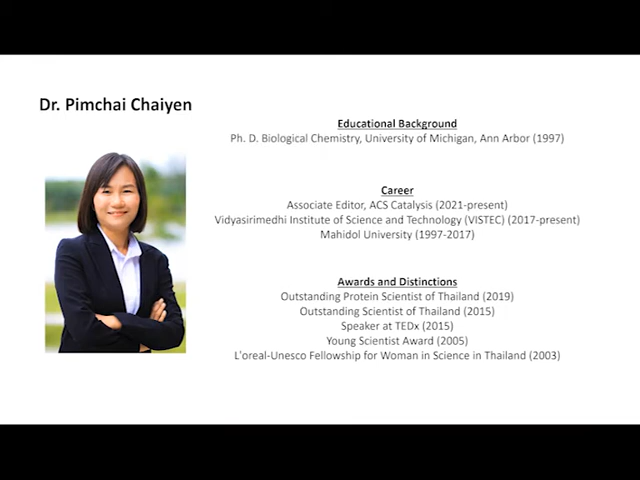 Dr. Pimchai Chaiyen
Educational Background
Ph. D. Biological Chemistry, University of Michigan, Ann Arbor (1997)
Career
Associate Editor, ACS Catalysis (2021-present)
Vidyasirimedhi Institute of Science and Technology (VISTEC) (2017-present)
Mahidol University (1997-2017)
Awards and Distinctions
Outstanding Protein Scientist of Thailand (2019)
Outstanding Scientist of Thailand (2015)
Speaker at TEDx (2015)
Young Scientist Award (2005)
L'oreal-Unesco Fellowship for Woman in Science in Thailand (2003)